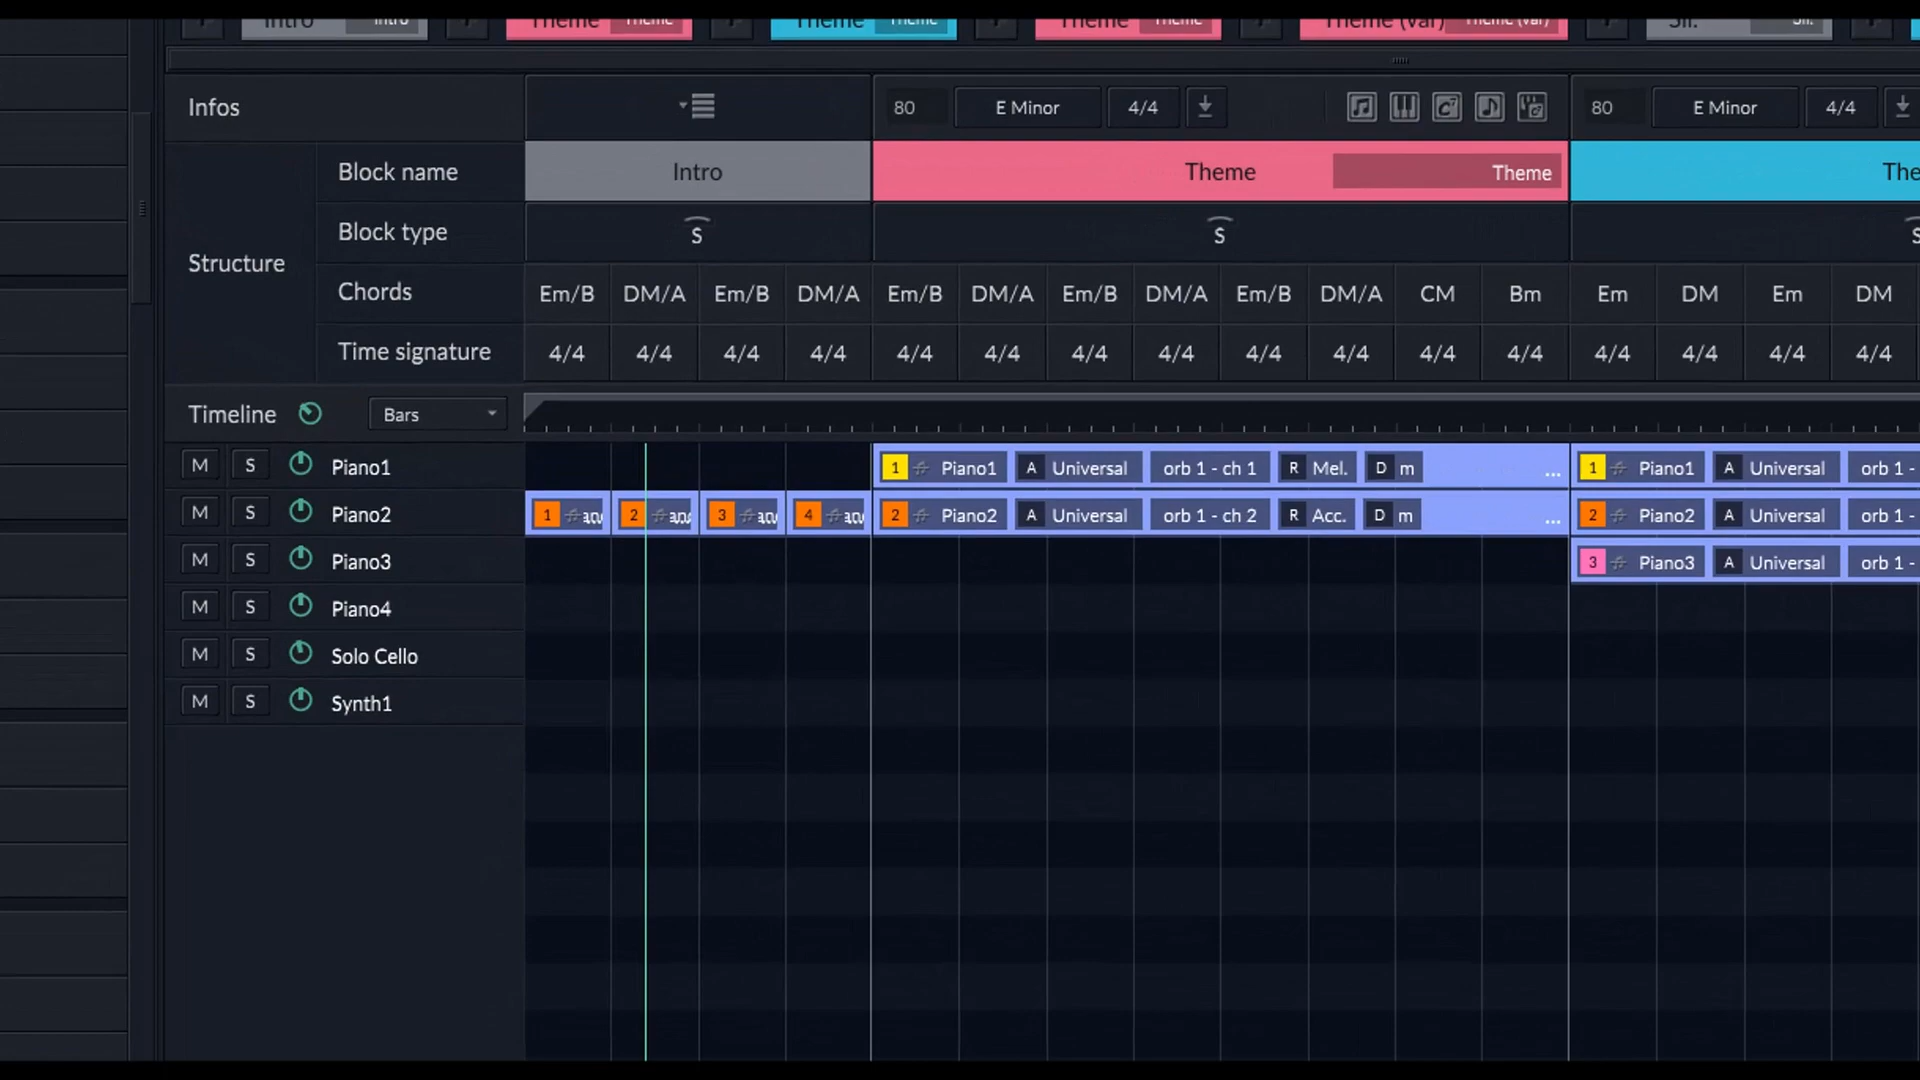 Intro Intro Theme Theme Theme Theme Theme Theme Theme (var) Theme (var) Sil. Sil.
Infos 80 E Minor 4/4 80 E Minor 4/4
Block name Intro Theme Theme The
Block type S S S
Structure
Chords Em/B DM/A Em/B DM/A Em/B DM/A Em/B DM/A Em/B DM/A CM Bm Em DM Em DM
Time signature 4/4 4/4 4/4 4/4 4/4 4/4 4/4 4/4 4/4 4/4 4/4 4/4 4/4 4/4 4/4 4/4
Timeline Bars
M S Piano1 1 Piano1 A Universal orb 1 - ch 1 R Mel. D m ... 1 Piano1 A Universal orb 1 -
M S Piano2 1 2 3 4 2 Piano2 A Universal orb 1 - ch 2 R Acc. D m ... 2 Piano2 A Universal orb 1 -
M S Piano3 3 Piano3 A Universal orb 1 -
M S Piano4
M S Solo Cello
M S Synth1